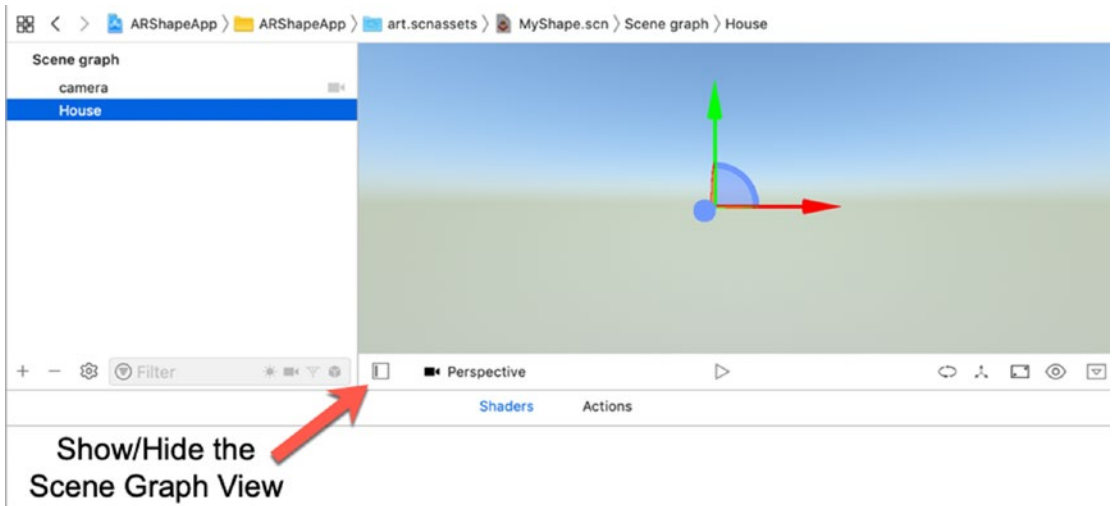 ARShapeApp 〉 ARShapeApp 〉 art.scnassets 〉 MyShape.scn 〉 Scene graph 〉 House
Scene graph
camera
House
Filter
Perspective
Shaders Actions
Show/Hide the
Scene Graph View